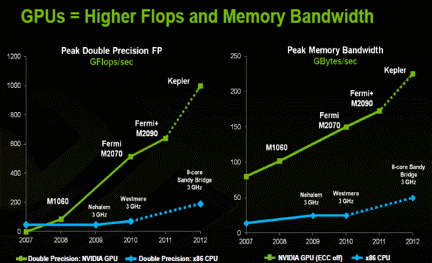 GPUs = Higher Flops and Memory Bandwidth
Peak Double Precision FP
GFlops/sec
1200
1000
800
600
400
200
0
2007
2008
2009
2010
2011
2012
M1060
Nehalem
3 GHz
Fermi
M2070
Westmere
3 GHz
Fermi+
M2090
Kepler
8-core
Sandy Bridge
3 GHz
Double Precision: NVIDIA GPU
Double Precision: x86 CPU
Peak Memory Bandwidth
GBytes/sec
250
200
150
100
50
0
2007
2008
2009
2010
2011
2012
M1060
Nehalem
3 GHz
Fermi
M2070
Westmere
3 GHz
Fermi+
M2090
Kepler
8-core
Sandy Bridge
3 GHz
NVIDIA GPU (ECC off)
x86 CPU